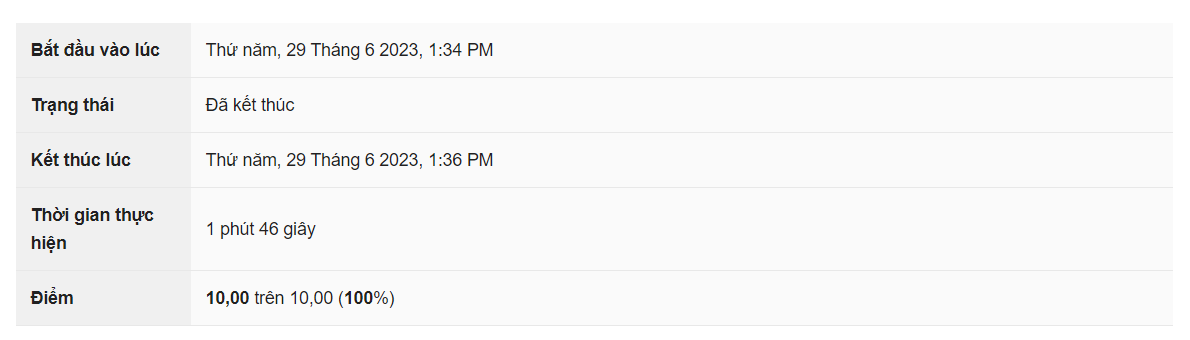 Bắt đầu vào lúc Thứ năm, 29 Tháng 6 2023, 1:34 PM
Trạng thái Đã kết thúc
Kết thúc lúc Thứ năm, 29 Tháng 6 2023, 1:36 PM
Thời gian thực
hiện
1 phút 46 giây
Điểm 10,00 trên 10,00 (100%)